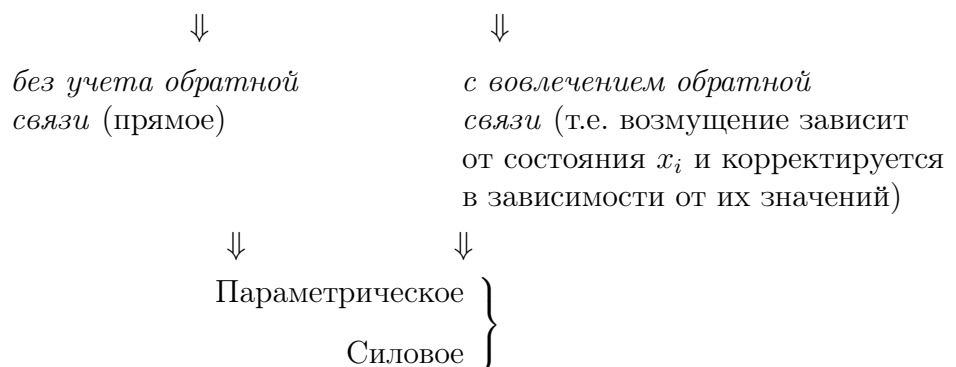 ⇓ ⇓
без учета обратной
связи (прямое)
с вовлечением обратной
связи (т.е. возмущение зависит
от состояния x_i и корректируется
в зависимости от их значений)
⇓ ⇓
Параметрическое
Силовое
}